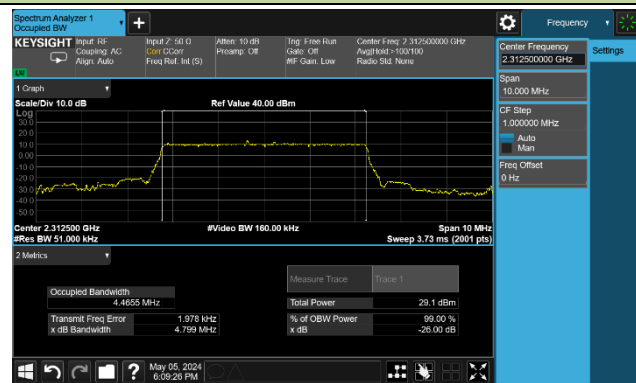 Spectrum Analyzer 1
Occupied BW
+
Frequency
KEYSIGHT
Input: RF
Coupling: AC
Align: Auto
Input Z: 50 Ω
Corr CCorr
Freq Ref: Int (S)
Atten: 10 dB
Preamp: Off
Trig: Free Run
Gate: Off
#IF Gain: Low
Center Freq: 2.312500000 GHz
Avg|Hold:>100/100
Radio Std: None
LXI
Center Frequency
2.312500000 GHz
Settings
Span
10.000 MHz
CF Step
1.000000 MHz
Auto
Man
Freq Offset
0 Hz
1 Graph
Scale/Div 10.0 dB
Ref Value 40.00 dBm
Log
30.0
20.0
10.0
0.00
-10.0
-20.0
-30.0
-40.0
-50.0
Center 2.312500 GHz
#Video BW 160.00 kHz
Span 10 MHz
#Res BW 51.000 kHz
Sweep 3.73 ms (2001 pts)
2 Metrics
Measure Trace
Trace 1
Occupied Bandwidth
4.4655 MHz
Total Power
29.1 dBm
Transmit Freq Error
1.978 kHz
% of OBW Power
99.00 %
x dB Bandwidth
4.799 MHz
x dB
-26.00 dB
?
May 05, 2024
6:09:26 PM